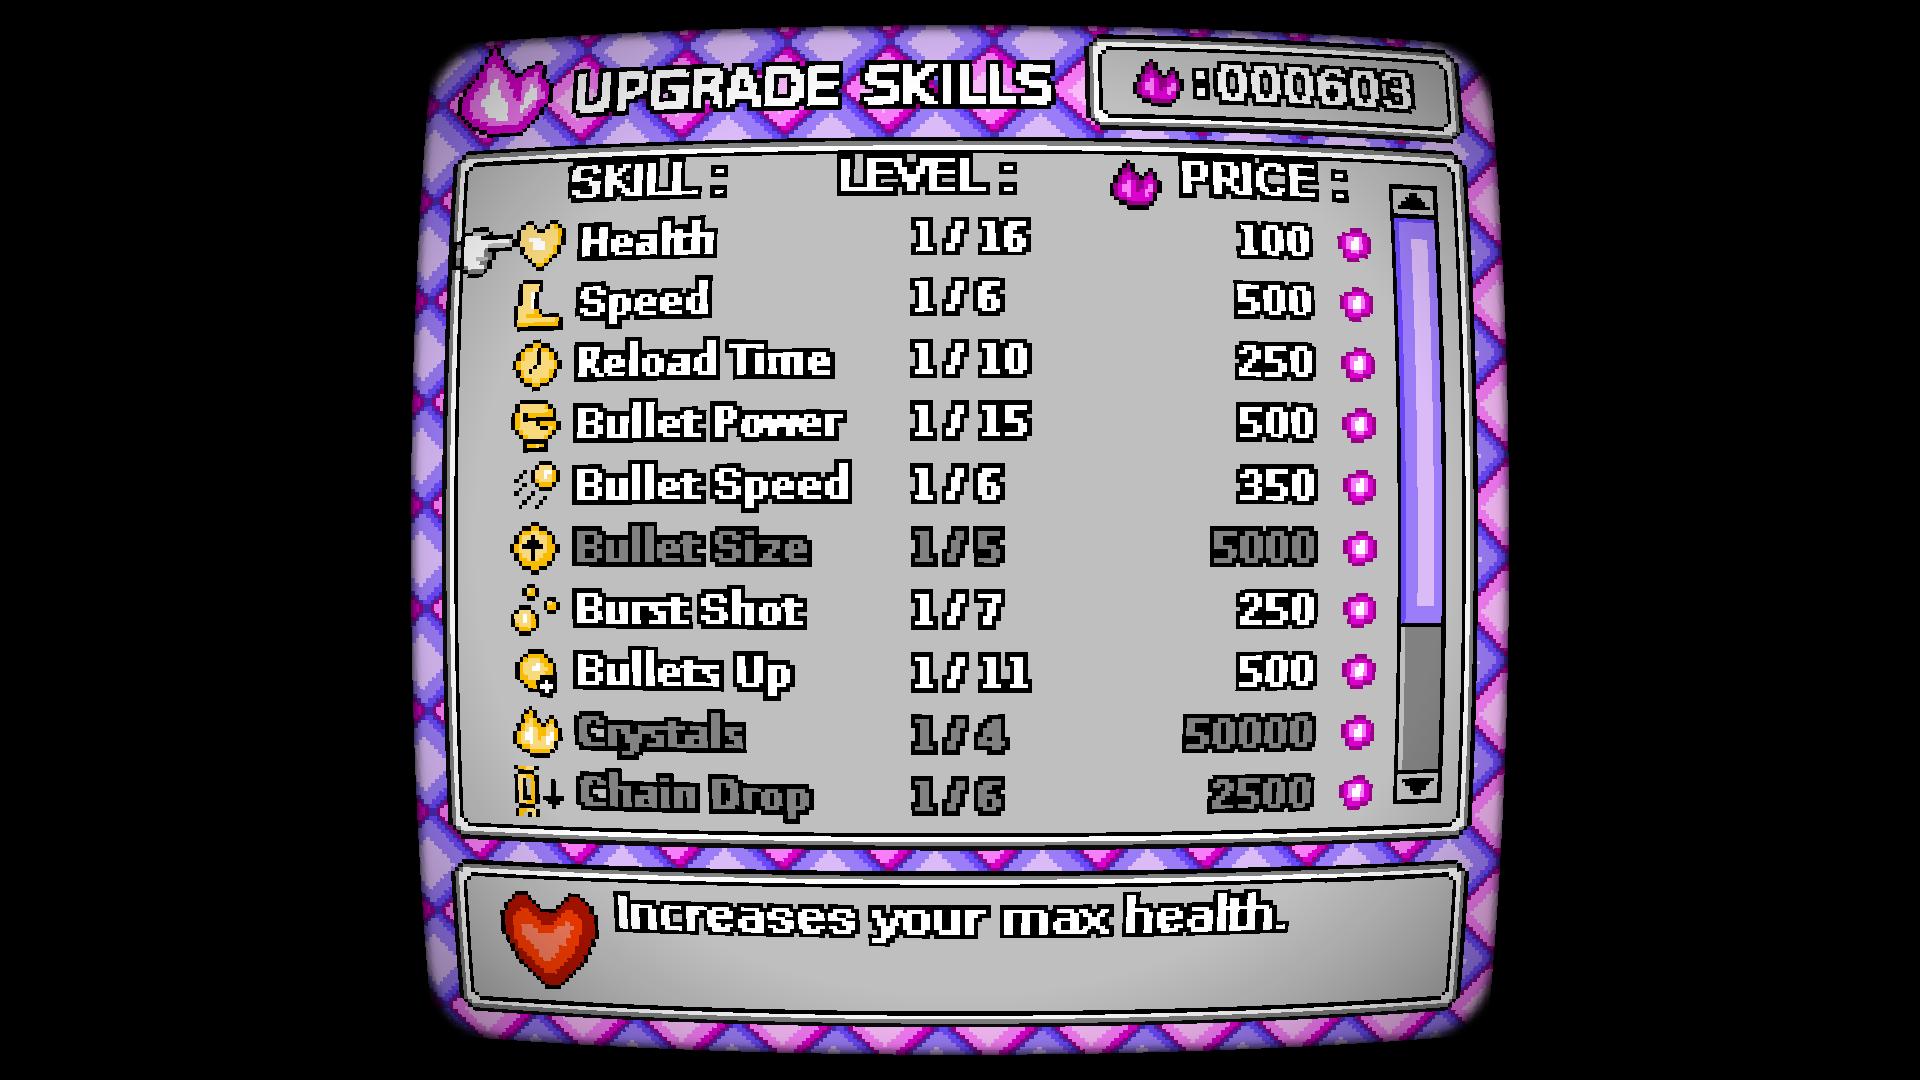 UPGRADE SKILLS :000603
SKILL : LEVEL : PRICE :
Health 1/16 100
Speed 1/6 500
Reload Time 1/10 250
Bullet Power 1/15 500
Bullet Speed 1/6 350
Bullet Size 1/5 5000
Burst Shot 1/7 250
Bullets Up 1/11 500
Crystals 1/4 50000
Chain Drop 1/6 2500
Increases your max health.